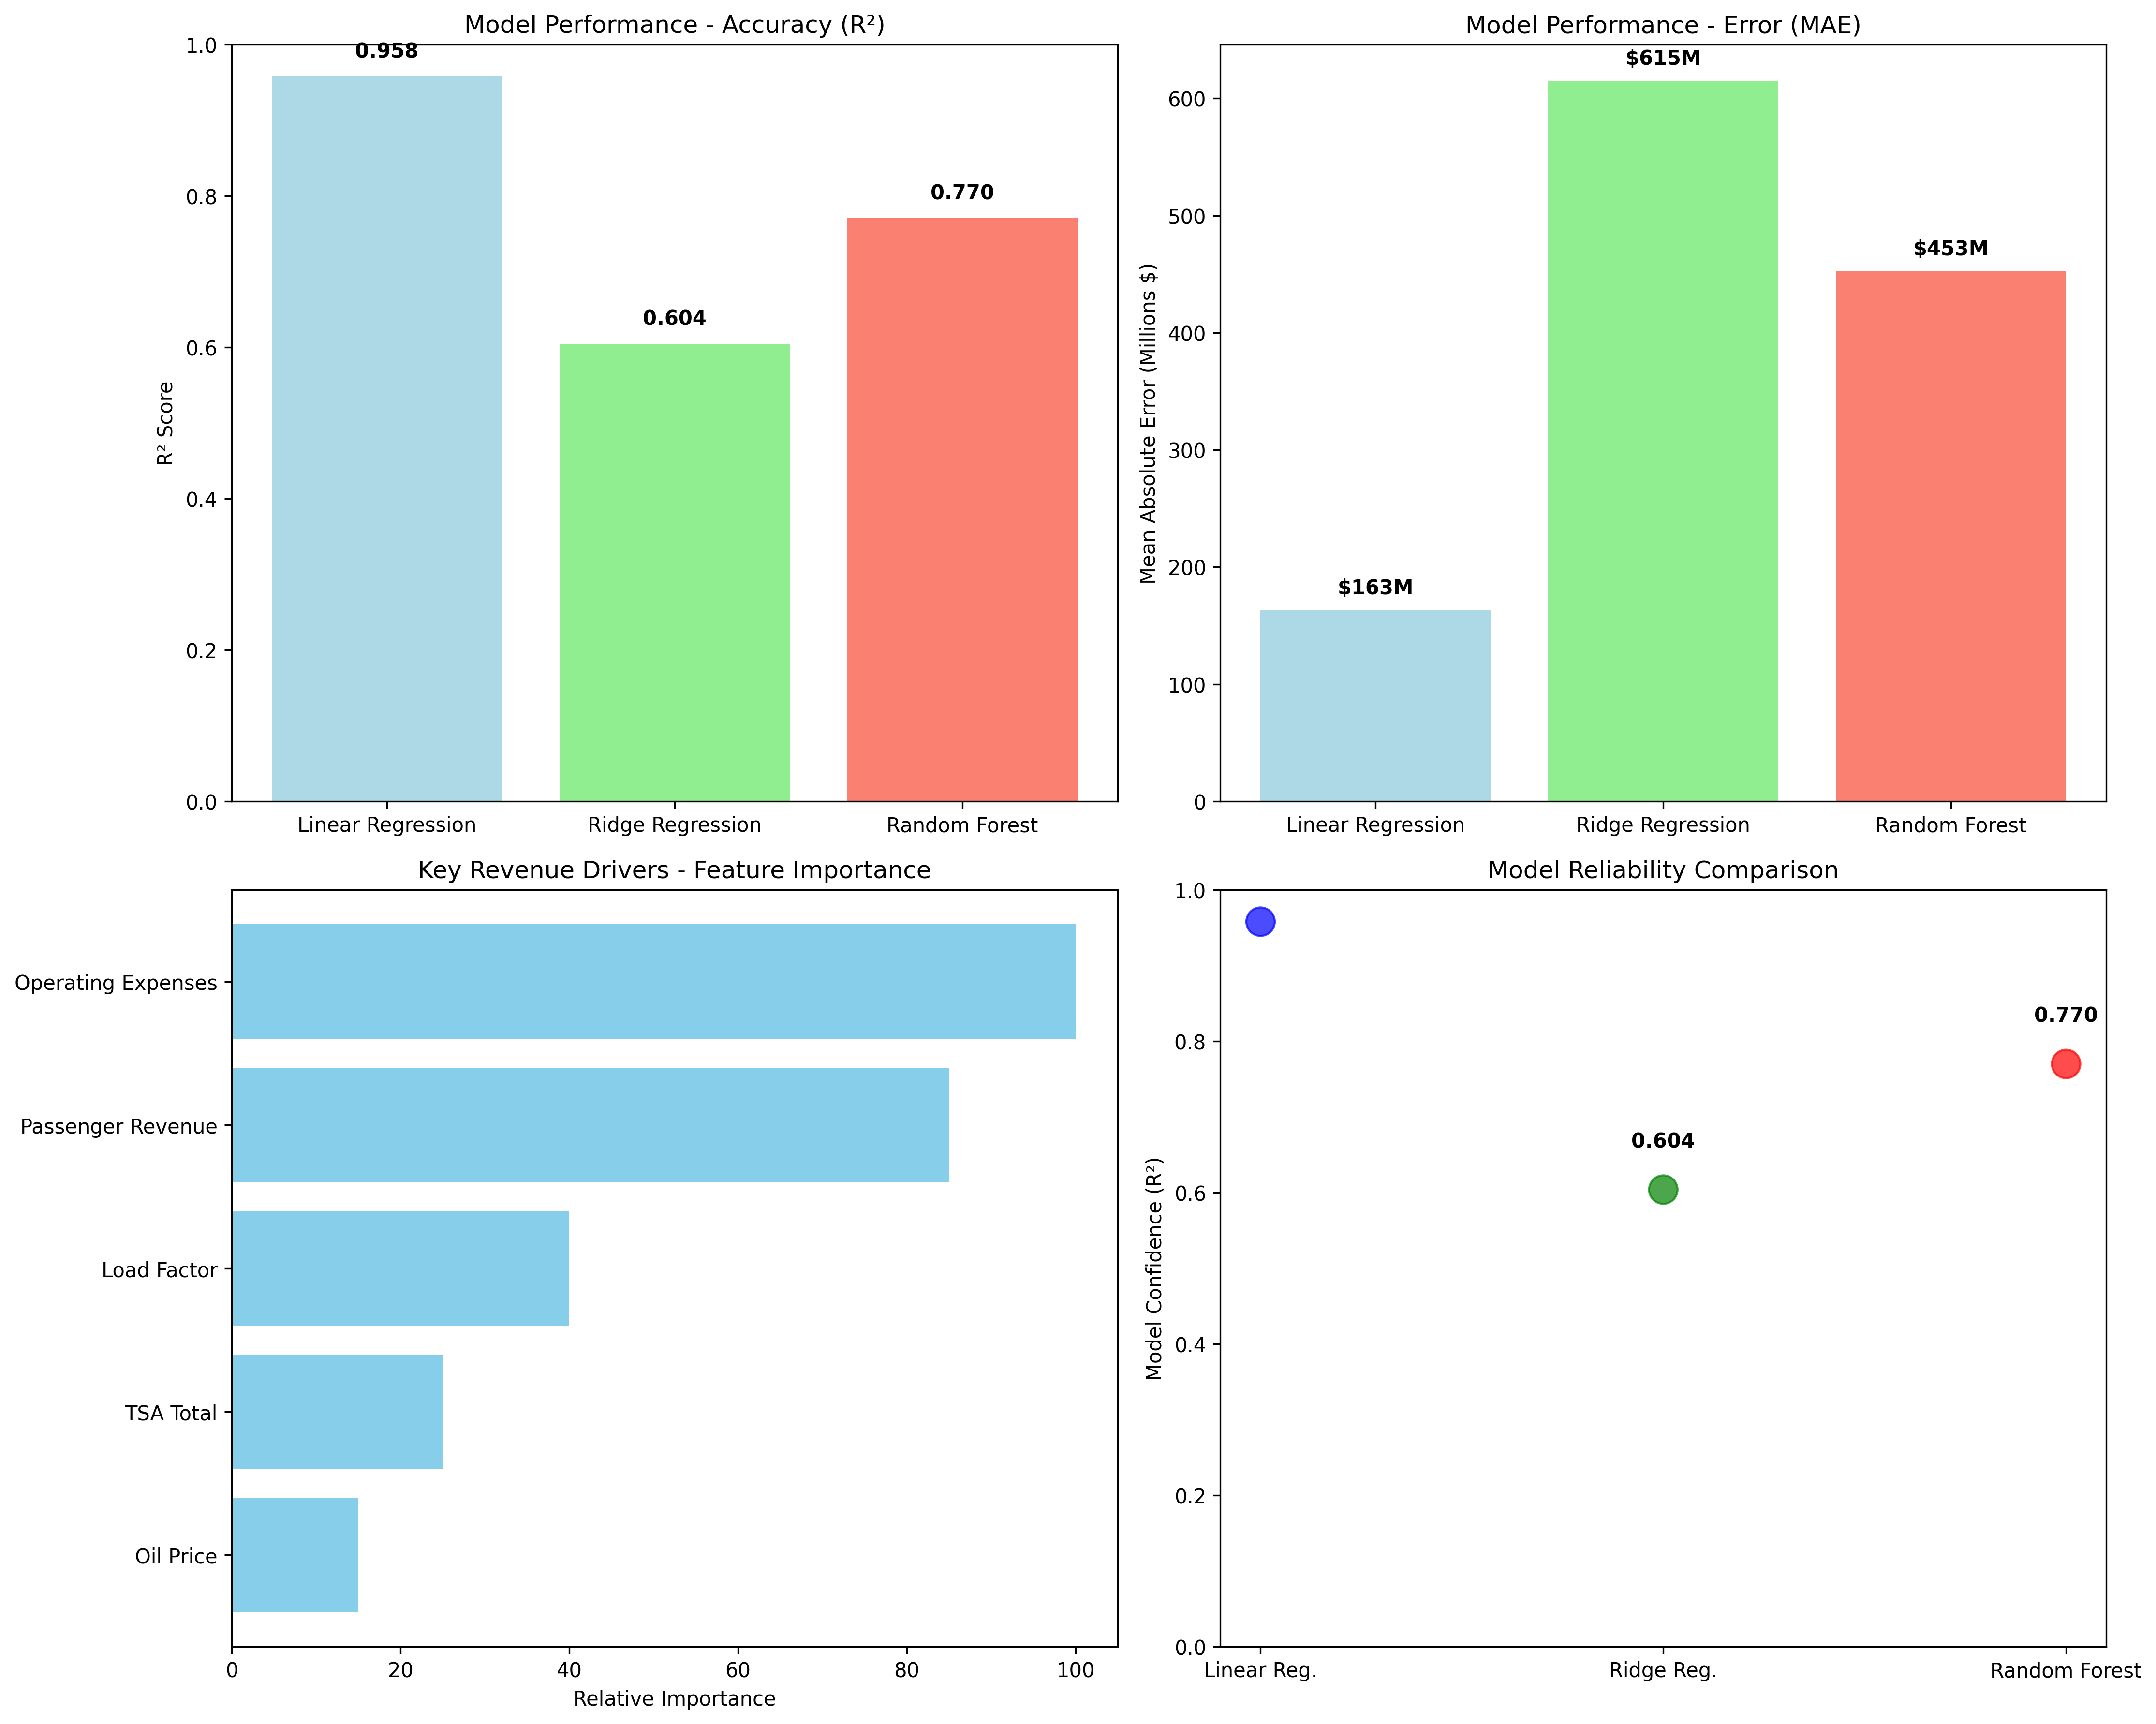 Model Performance - Accuracy (R²)
R² Score
1.0
0.8
0.6
0.4
0.2
0.0
0.958
0.604
0.770
Linear Regression
Ridge Regression
Random Forest
Model Performance - Error (MAE)
Mean Absolute Error (Millions $)
600
500
400
300
200
100
0
$163M
$615M
$453M
Linear Regression
Ridge Regression
Random Forest
Key Revenue Drivers - Feature Importance
Operating Expenses
Passenger Revenue
Load Factor
TSA Total
Oil Price
0 20 40 60 80 100
Relative Importance
Model Reliability Comparison
Model Confidence (R²)
1.0
0.8
0.6
0.4
0.2
0.0
0.604
0.770
Linear Reg.
Ridge Reg.
Random Forest